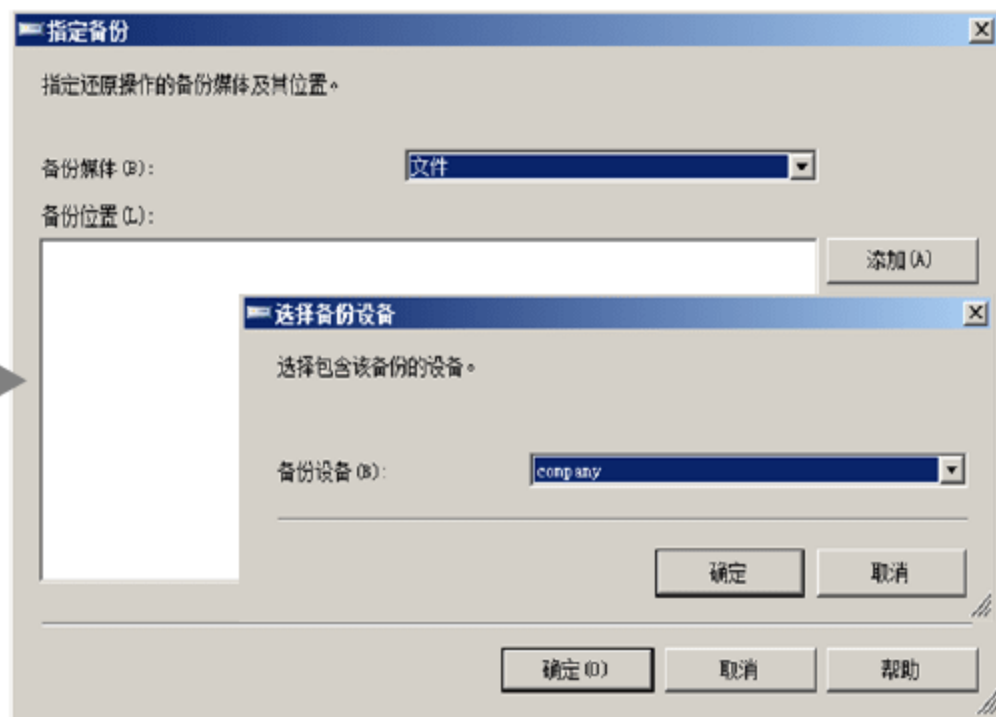 指定备份
指定还原操作的备份媒体及其位置。
备份媒体(B):
文件
备份位置(L):
添加(A)
选择备份设备
选择包含该备份的设备。
备份设备(B):
conpany
确定
取消
确定(O)
取消
帮助